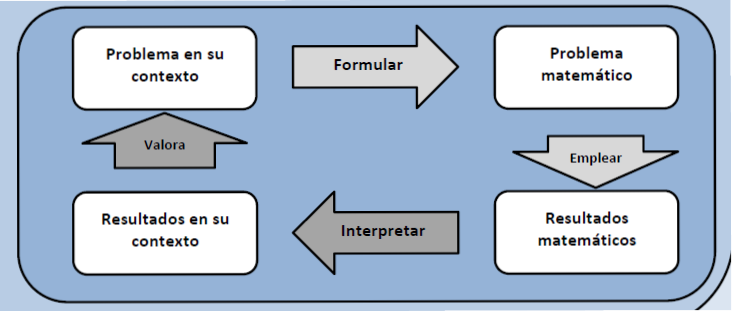 Problema en su
contexto
Formular
Problema
matemático
Valora
Emplear
Resultados en su
contexto
Interpretar
Resultados
matemáticos